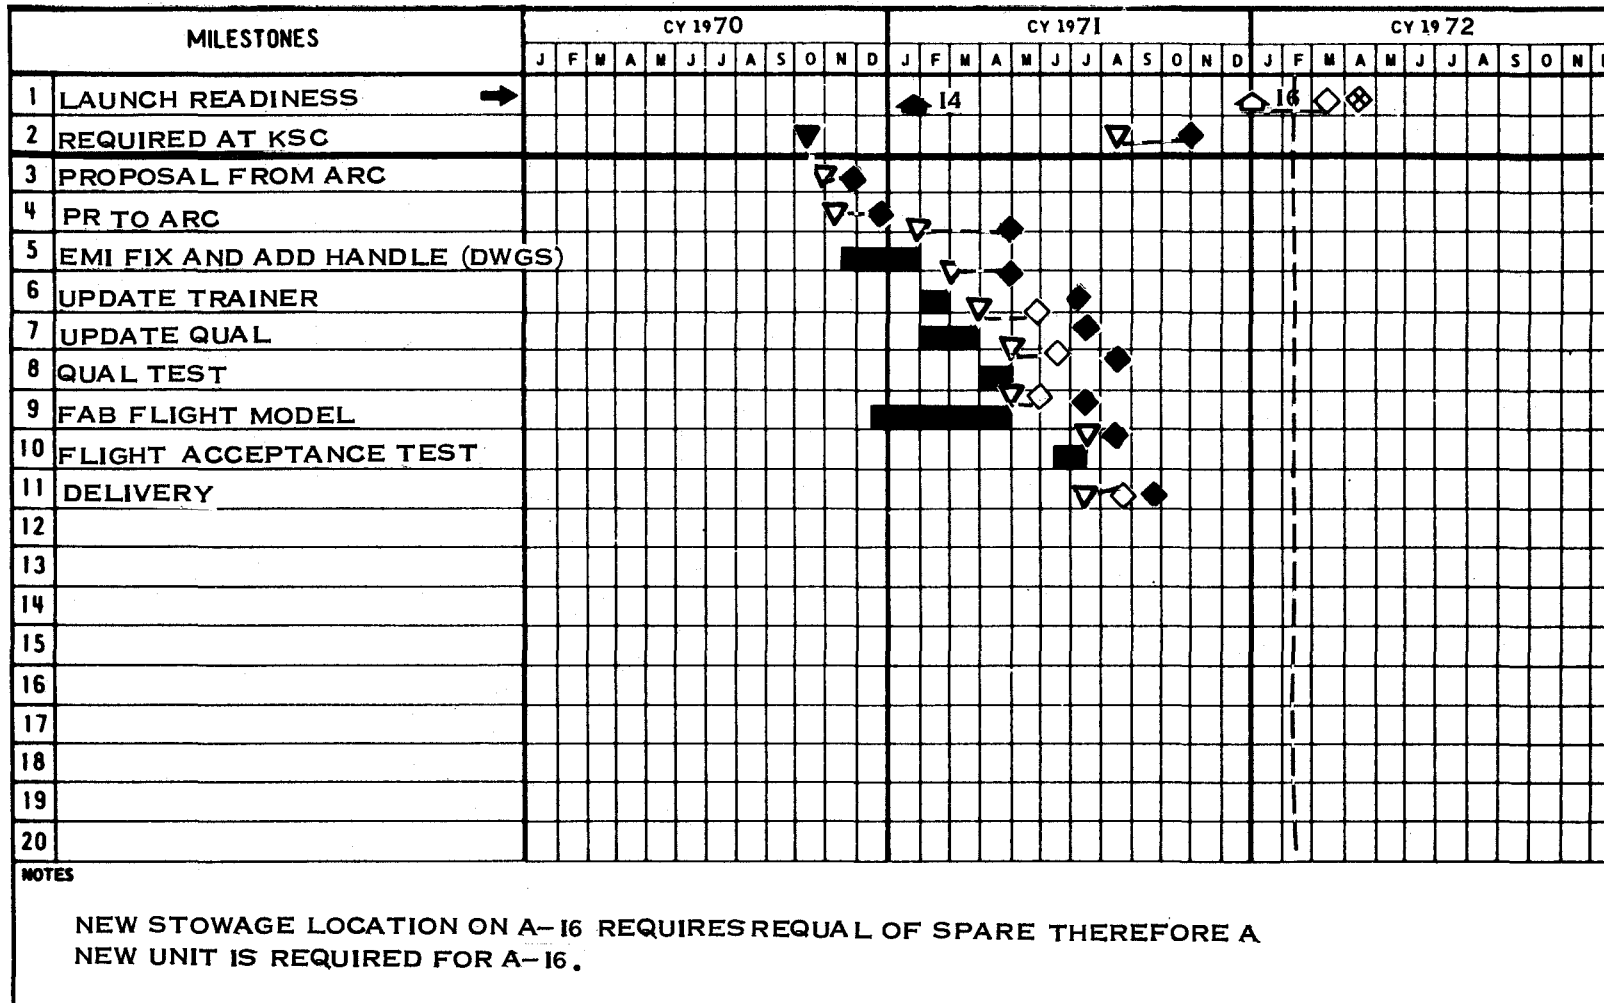 MILESTONES
CY 1970
CY 1971
CY 1972
J F M A M J J A S O N D J F M A M J J A S O N D J F M A M J J A S O N
1 LAUNCH READINESS 14 16
2 REQUIRED AT KSC
3 PROPOSAL FROM ARC
4 PR TO ARC
5 EMI FIX AND ADD HANDLE (DWGS)
6 UPDATE TRAINER
7 UPDATE QUAL
8 QUAL TEST
9 FAB FLIGHT MODEL
10 FLIGHT ACCEPTANCE TEST
11 DELIVERY
12
13
14
15
16
17
18
19
20
NOTES
NEW STOWAGE LOCATION ON A-16 REQUIRES REQUAL OF SPARE THEREFORE A
NEW UNIT IS REQUIRED FOR A-16.